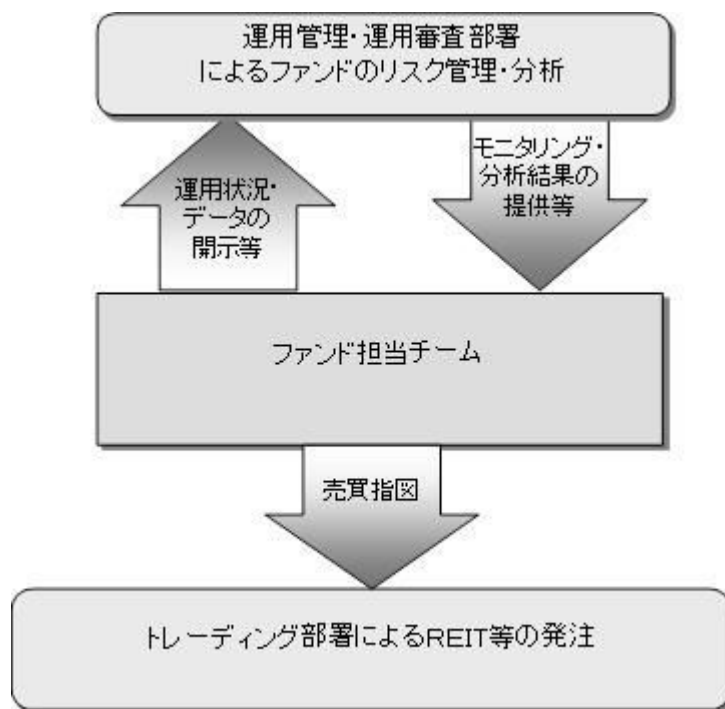 運用管理・運用審査部署
によるファンドのリスク管理・分析
運用状況・
データの
開示等
モニタリング・
分析結果の
提供等
ファンド担当チーム
売買指図
トレーディング部署によるREIT等の発注